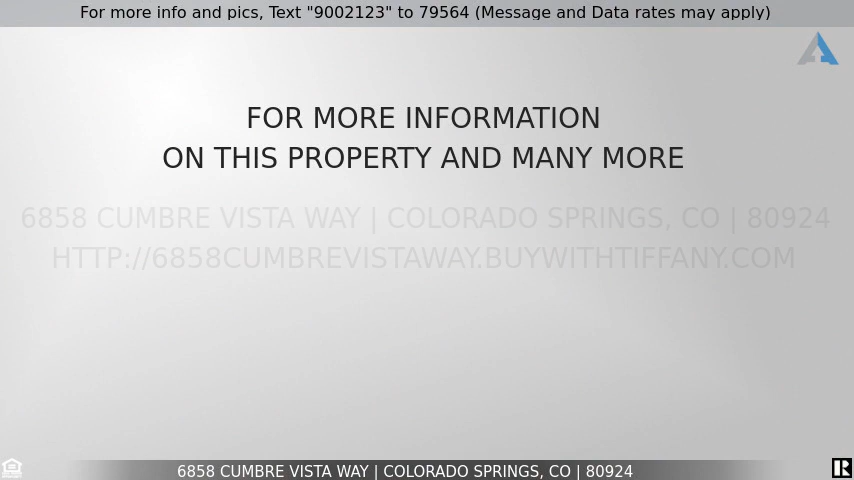 For more info and pics, Text "9002123" to 79564 (Message and Data rates may apply)
FOR MORE INFORMATION
ON THIS PROPERTY AND MANY MORE
6858 CUMBRE VISTA WAY | COLORADO SPRINGS, CO | 80924
HTTP://6858CUMBREVISTAWAY.BUYWITHTIFFANY.COM
6858 CUMBRE VISTA WAY | COLORADO SPRINGS, CO | 80924